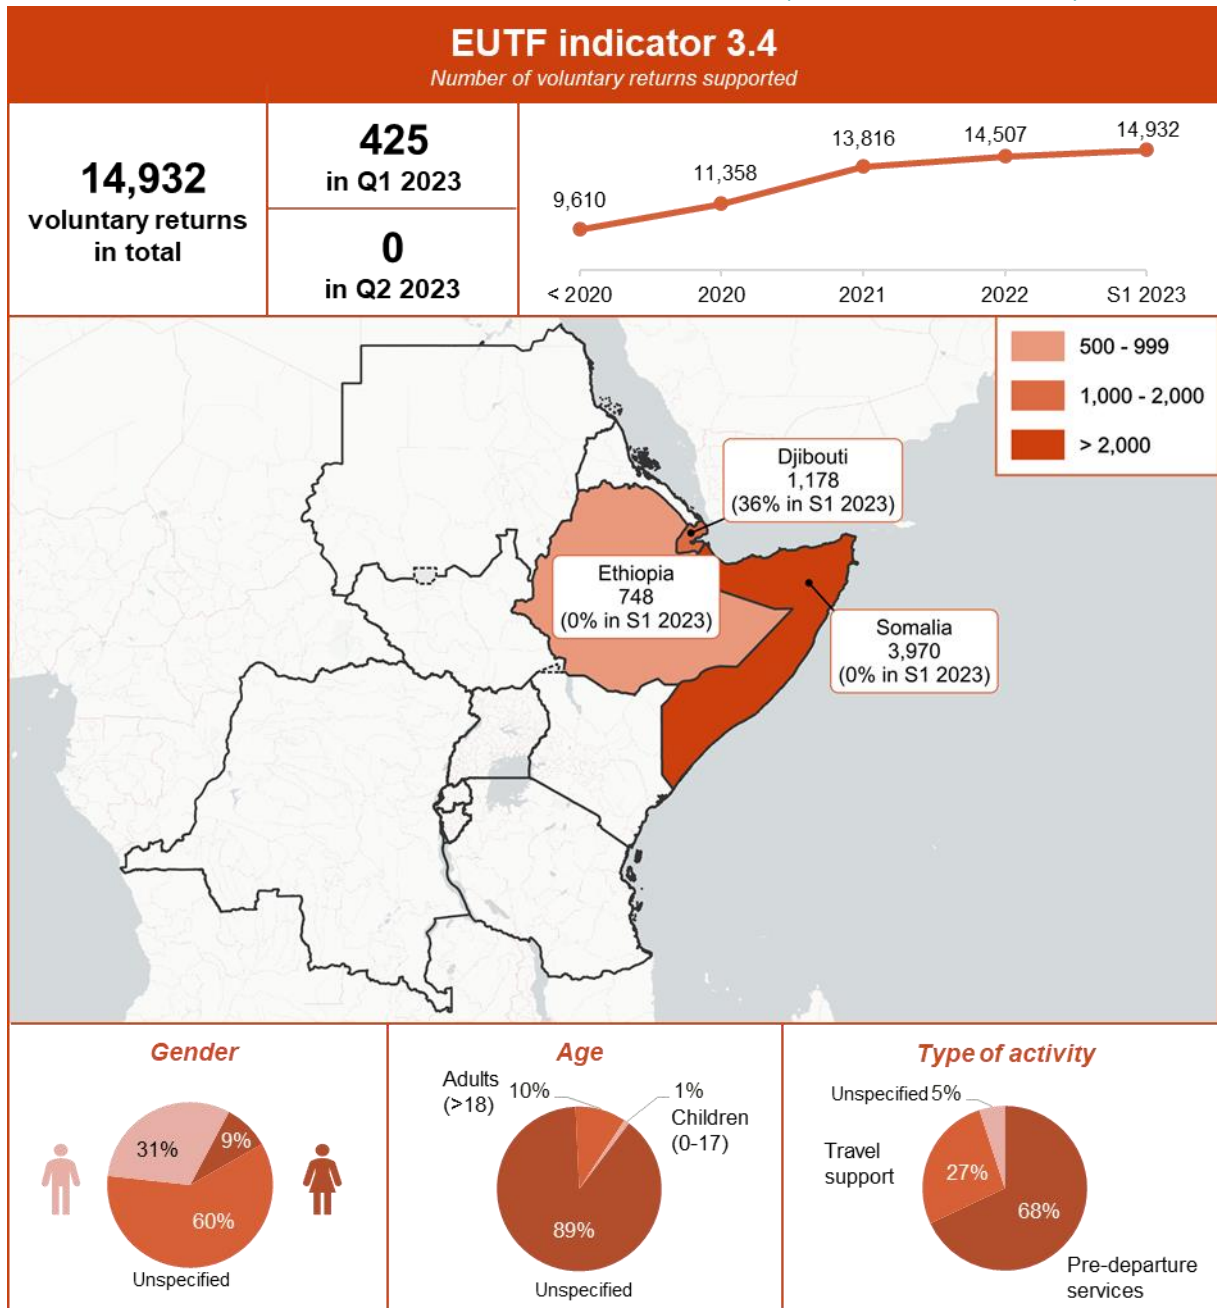 EUTF indicator 3.4
Number of voluntary returns supported
14,932
voluntary returns
in total
425
in Q1 2023
0
in Q2 2023
9,610
11,358
13,816
14,507
14,932
< 2020
2020
2021
2022
S1 2023
500 - 999
1,000 - 2,000
> 2,000
Djibouti
1,178
(36% in S1 2023)
Ethiopia
748
(0% in S1 2023)
Somalia
3,970
(0% in S1 2023)
Gender
31%
9%
60%
Unspecified
Age
Adults
(>18)
10%
1%
Children
(0-17)
89%
Unspecified
Type of activity
Unspecified 5%
Travel
support
27%
68%
Pre-departure
services